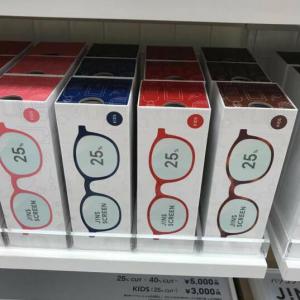 25%
JINS
SCREEN
25%
JINS
SCREEN
25%
JINS
SCREEN
25%
JINS
SCREEN
25% CUT・40% CUT ¥5,000
KIDS (25% CUT) ¥3,000